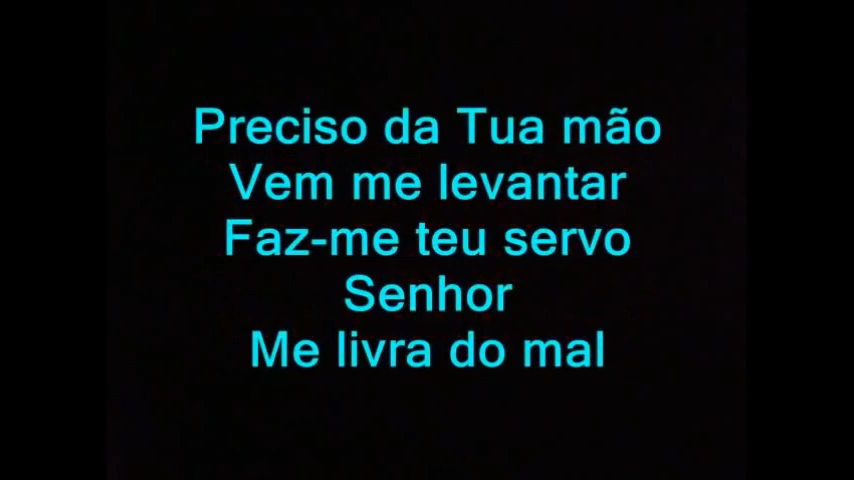 Preciso da Tua mão
Vem me levantar
Faz-me teu servo
Senhor
Me livra do mal